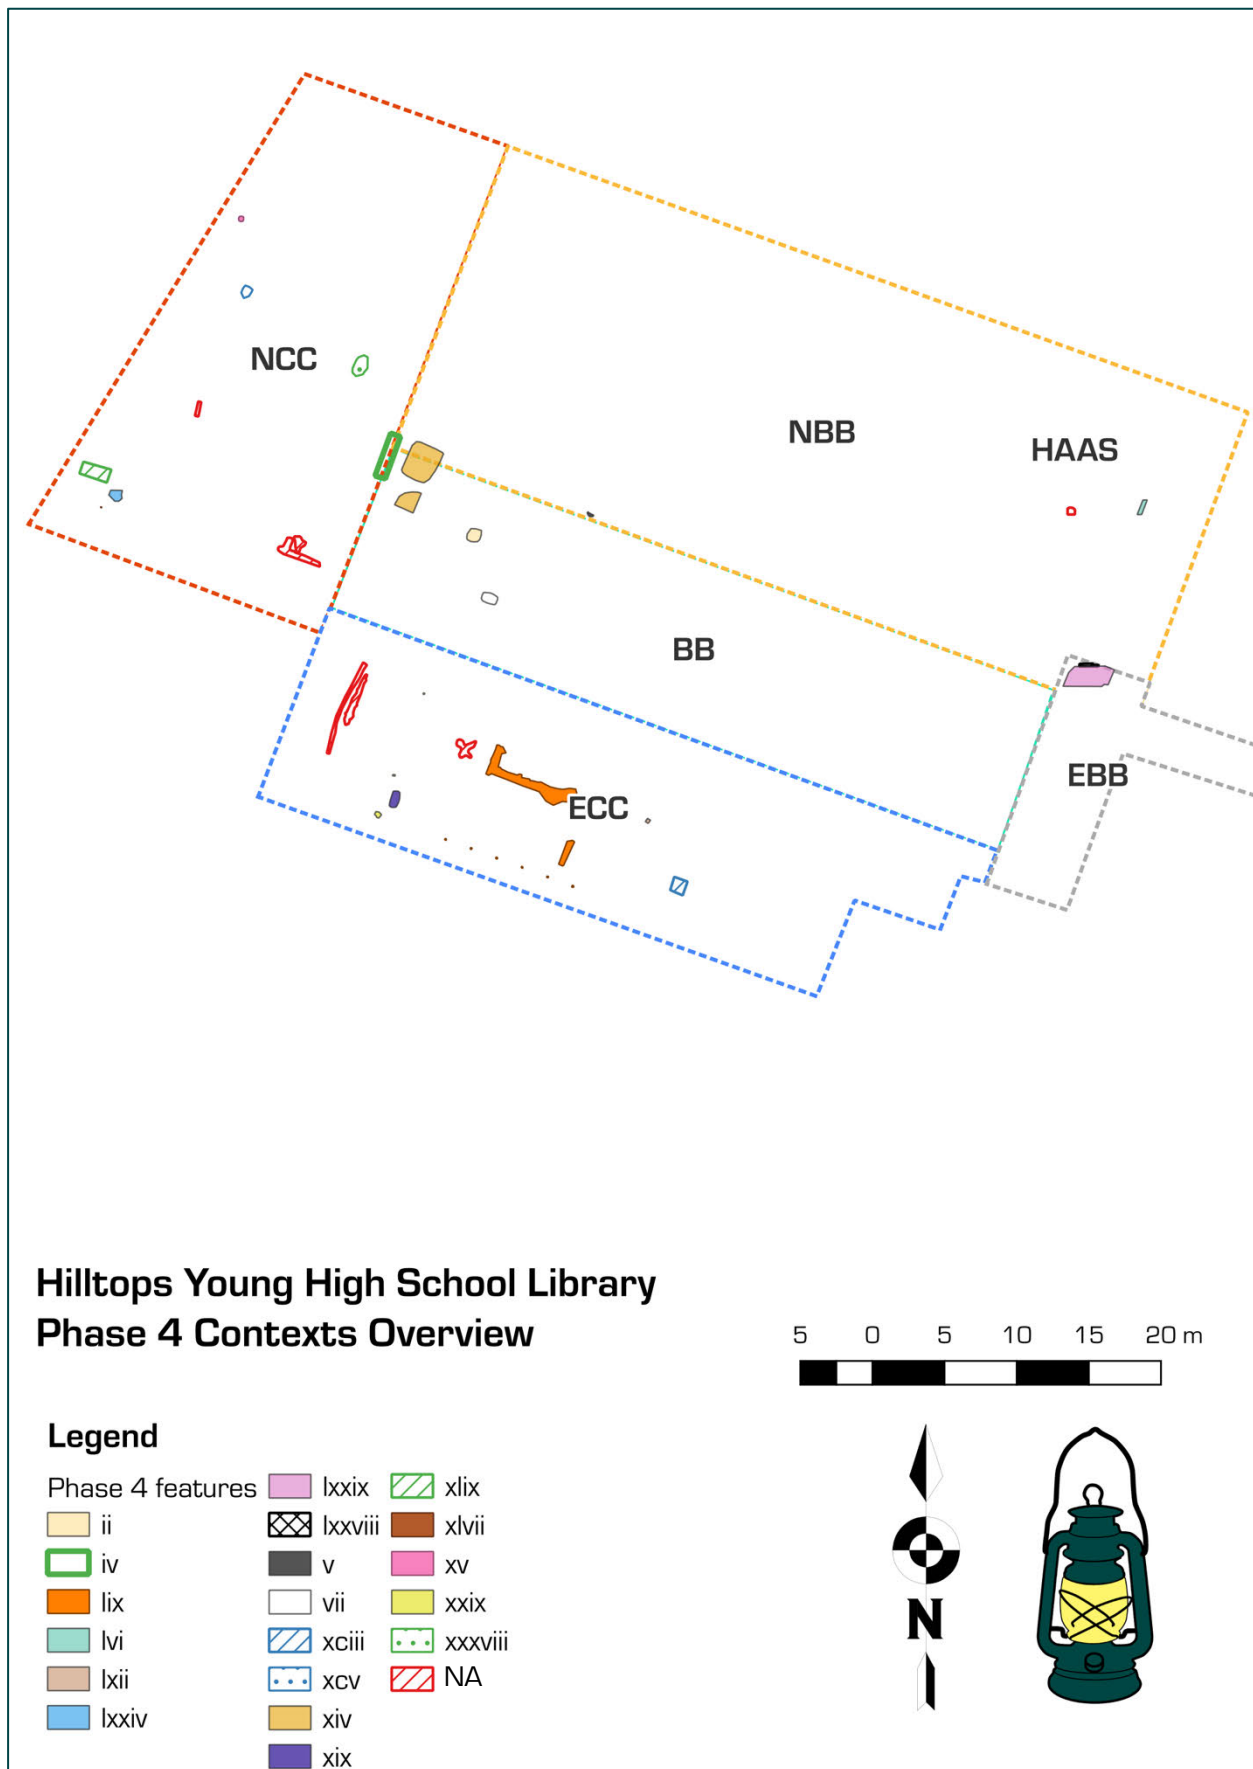 NCC
NBB
HAAS
BB
EBB
ECC
Hilltops Young High School Library
Phase 4 Contexts Overview
5 0 5 10 15 20 m
Legend
Phase 4 features
ii
iv
lix
lvi
lxii
lxxiv
lxxix
lxxviii
v
vii
xciii
xcv
xiv
xix
xlix
xlvii
xv
xxix
xxxviii
NA
N